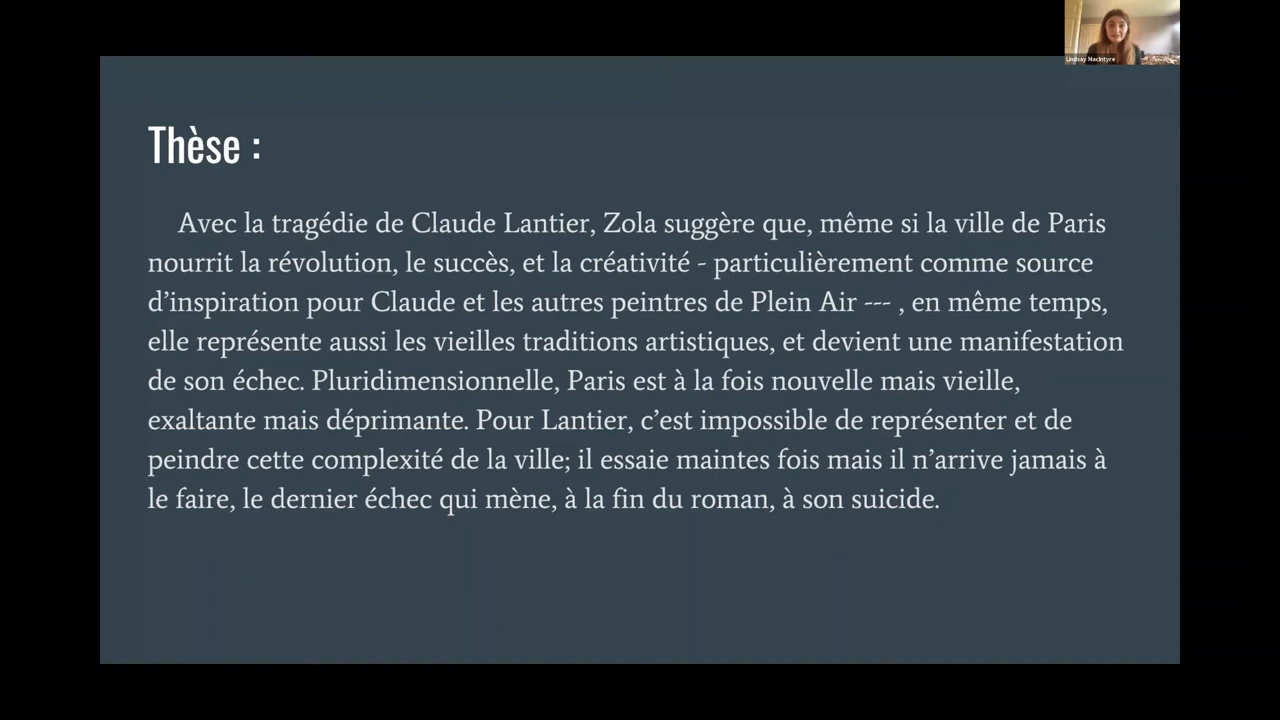 Lindsay MacIntyre
Thèse :
Avec la tragédie de Claude Lantier, Zola suggère que, même si la ville de Paris
nourrit la révolution, le succès, et la créativité - particulièrement comme source
d’inspiration pour Claude et les autres peintres de Plein Air --- , en même temps,
elle représente aussi les vieilles traditions artistiques, et devient une manifestation
de son échec. Pluridimensionnelle, Paris est à la fois nouvelle mais vieille,
exaltante mais déprimante. Pour Lantier, c’est impossible de représenter et de
peindre cette complexité de la ville; il essaie maintes fois mais il n’arrive jamais à
le faire, le dernier échec qui mène, à la fin du roman, à son suicide.